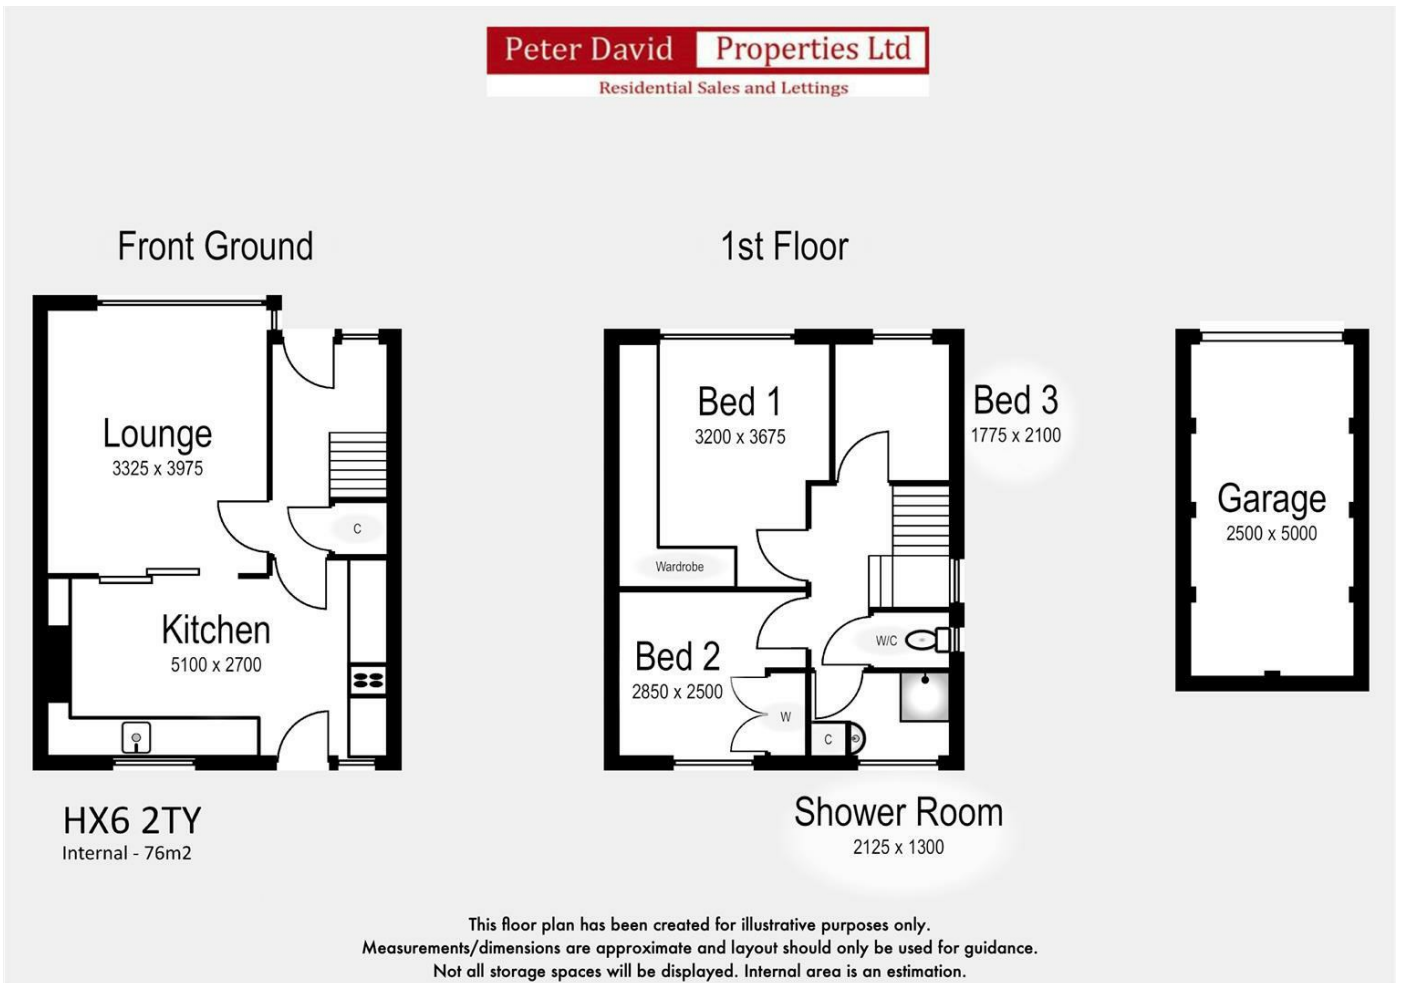 Peter David Properties Ltd
Residential Sales and Lettings
Front Ground
1st Floor
Lounge
3325 x 3975
C
Kitchen
5100 x 2700
Bed 1
3200 x 3675
Wardrobe
Bed 3
1775 x 2100
Bed 2
2850 x 2500
W
W/C
C
Shower Room
2125 x 1300
Garage
2500 x 5000
HX6 2TY
Internal - 76m2
This floor plan has been created for illustrative purposes only.
Measurements/dimensions are approximate and layout should only be used for guidance.
Not all storage spaces will be displayed. Internal area is an estimation.